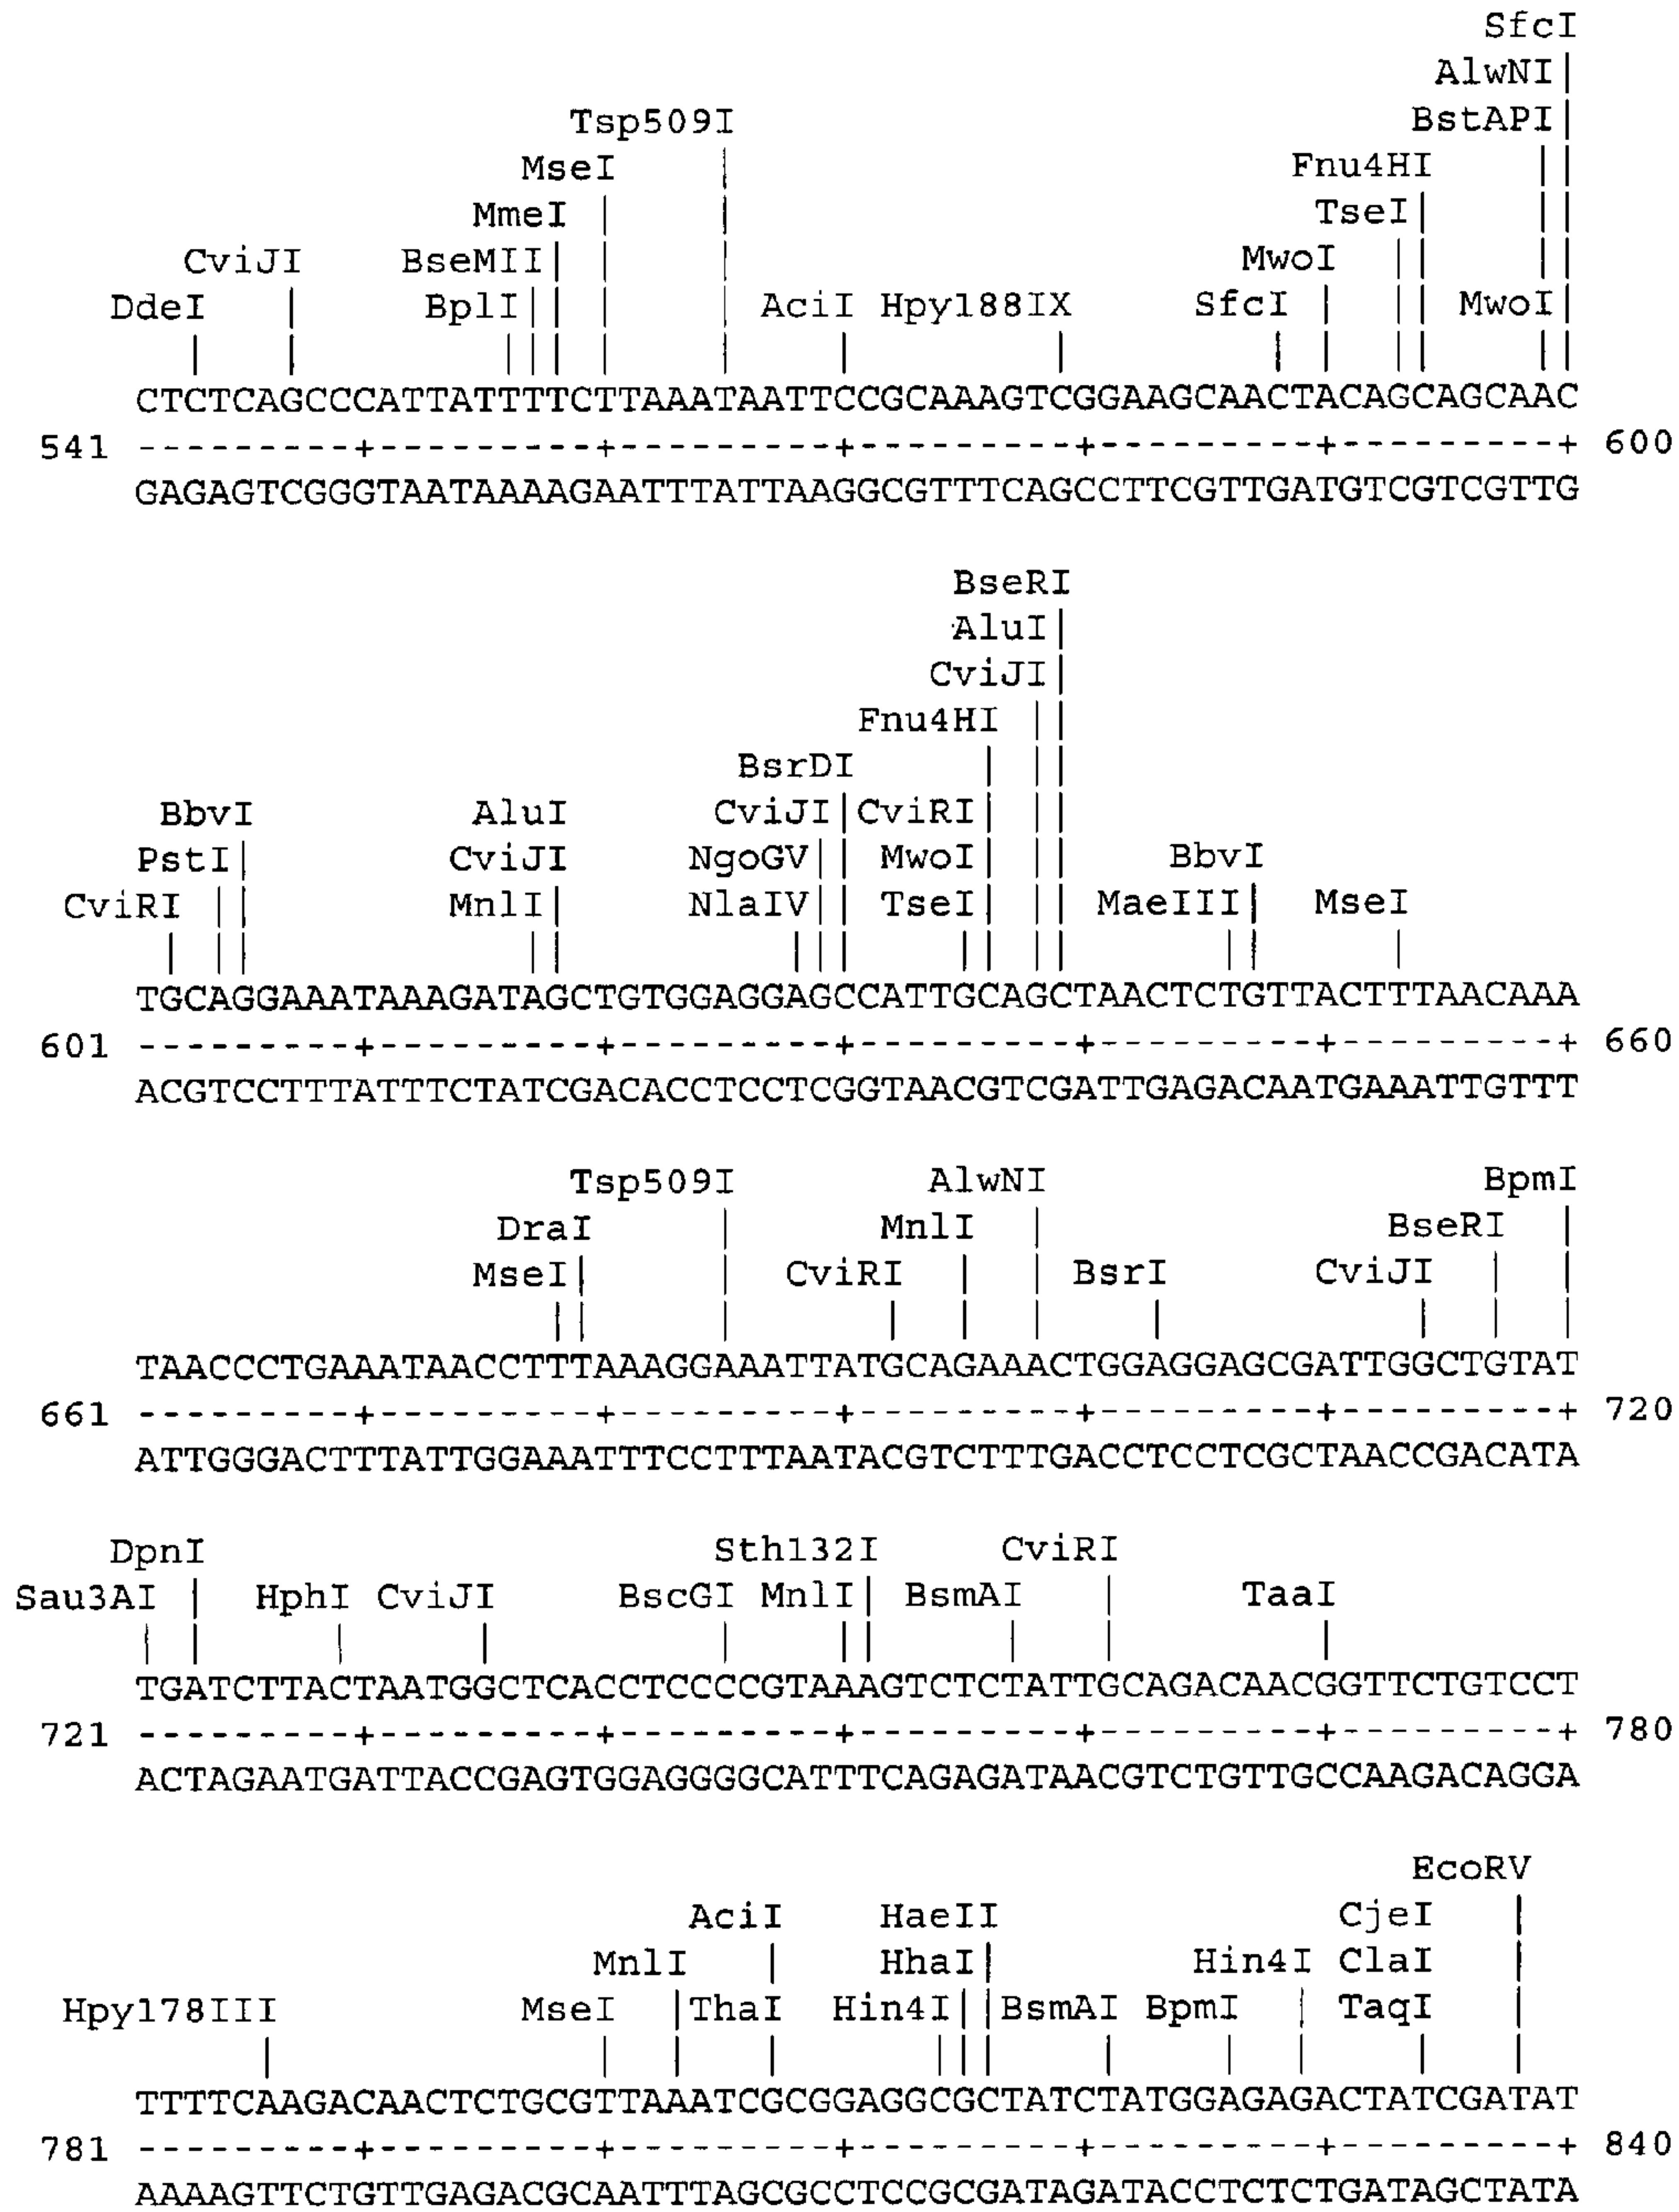 SfcI
AlwNI
Tsp509I BstAPI
MseI Fnu4HI
MmeI TseI
CviJI BseMII MwoI
DdeI BplI AciI Hpy188IX SfcI MwoI
CTCTCAGCCCATTATTTTCTTAAATAATTCCGCAAAGTCGGAAGCAACTACAGCAGCAAC
541 ---------+---------+---------+---------+---------+---------+ 600
GAGAGTCGGGTAATAAAAGAATTTATTAAGGCGTTTCAGCCTTCGTTGATGTCGTCGTTG
BseRI
AluI
CviJI
Fnu4HI
BsrDI
BbvI AluI CviJI CviRI
PstI CviJI NgoGV MwoI BbvI
CviRI MnlI NlaIV TseI MaeIII MseI
TGCAGGAAATAAAGATAGCTGTGGAGGAGCCATTGCAGCTAACTCTGTTACTTTAACAAA
601 ---------+---------+---------+---------+---------+---------+ 660
ACGTCCTTTATTTCTATCGACACCTCCTCGGTAACGTCGATTGAGACAATGAAATTGTTT
Tsp509I AlwNI BpmI
DraI MnlI BseRI
MseI CviRI BsrI CviJI
TAACCCTGAAATAACCTTTAAAGGAAATTATGCAGAAACTGGAGGAGCGATTGGCTGTAT
661 ---------+---------+---------+---------+---------+---------+ 720
ATTGGGACTTTATTGGAAATTTCCTTTAATACGTCTTTGACCTCCTCGCTAACCGACATA
DpnI Sth132I CviRI
Sau3AI HphI CviJI BscGI MnlI BsmAI TaaI
TGATCTTACTAATGGCTCACCTCCCCGTAAAGTCTCTATTGCAGACAACGGTTCTGTCCT
721 ---------+---------+---------+---------+---------+---------+ 780
ACTAGAATGATTACCGAGTGGAGGGGCATTTCAGAGATAACGTCTGTTGCCAAGACAGGA
EcoRV
AciI HaeII CjeI
MnlI HhaI Hin4I ClaI
Hpy178III MseI ThaI Hin4I BsmAI BpmI TaqI
TTTTCAAGACAACTCTGCGTTAAATCGCGGAGGCGCTATCTATGGAGAGACTATCGATAT
781 ---------+---------+---------+---------+---------+---------+ 840
AAAAGTTCTGTTGAGACGCAATTTAGCGCCTCCGCGATAGATACCTCTCTGATAGCTATA